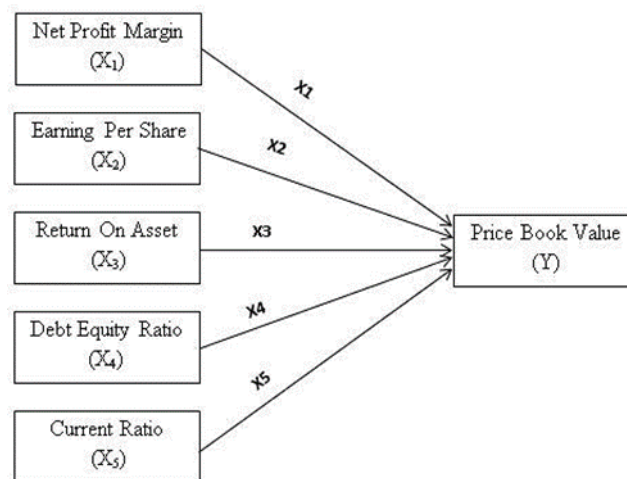 Net Profit Margin
(X₁)
X1
Earning Per Share
(X₂)
X2
Return On Asset
(X₃)
X3
Price Book Value
(Y)
Debt Equity Ratio
(X₄)
X4
Current Ratio
(X₅)
X5